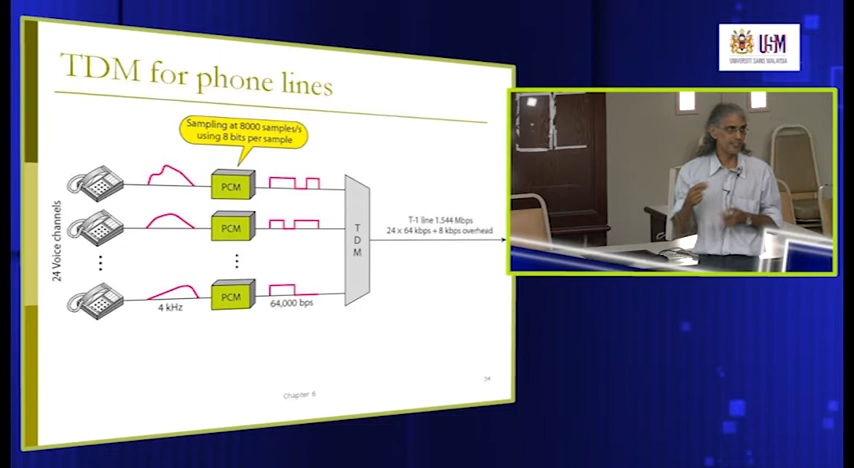 TDM for phone lines
USM
UNIVERSITI SAINS MALAYSIA
Sampling at 8000 samples/s
using 8 bits per sample
24 Voice channels
PCM
PCM
PCM
4 kHz
64,000 bps
T
D
M
T-1 line 1.544 Mbps
24 × 64 kbps + 8 kbps overhead
Chapter 6
34